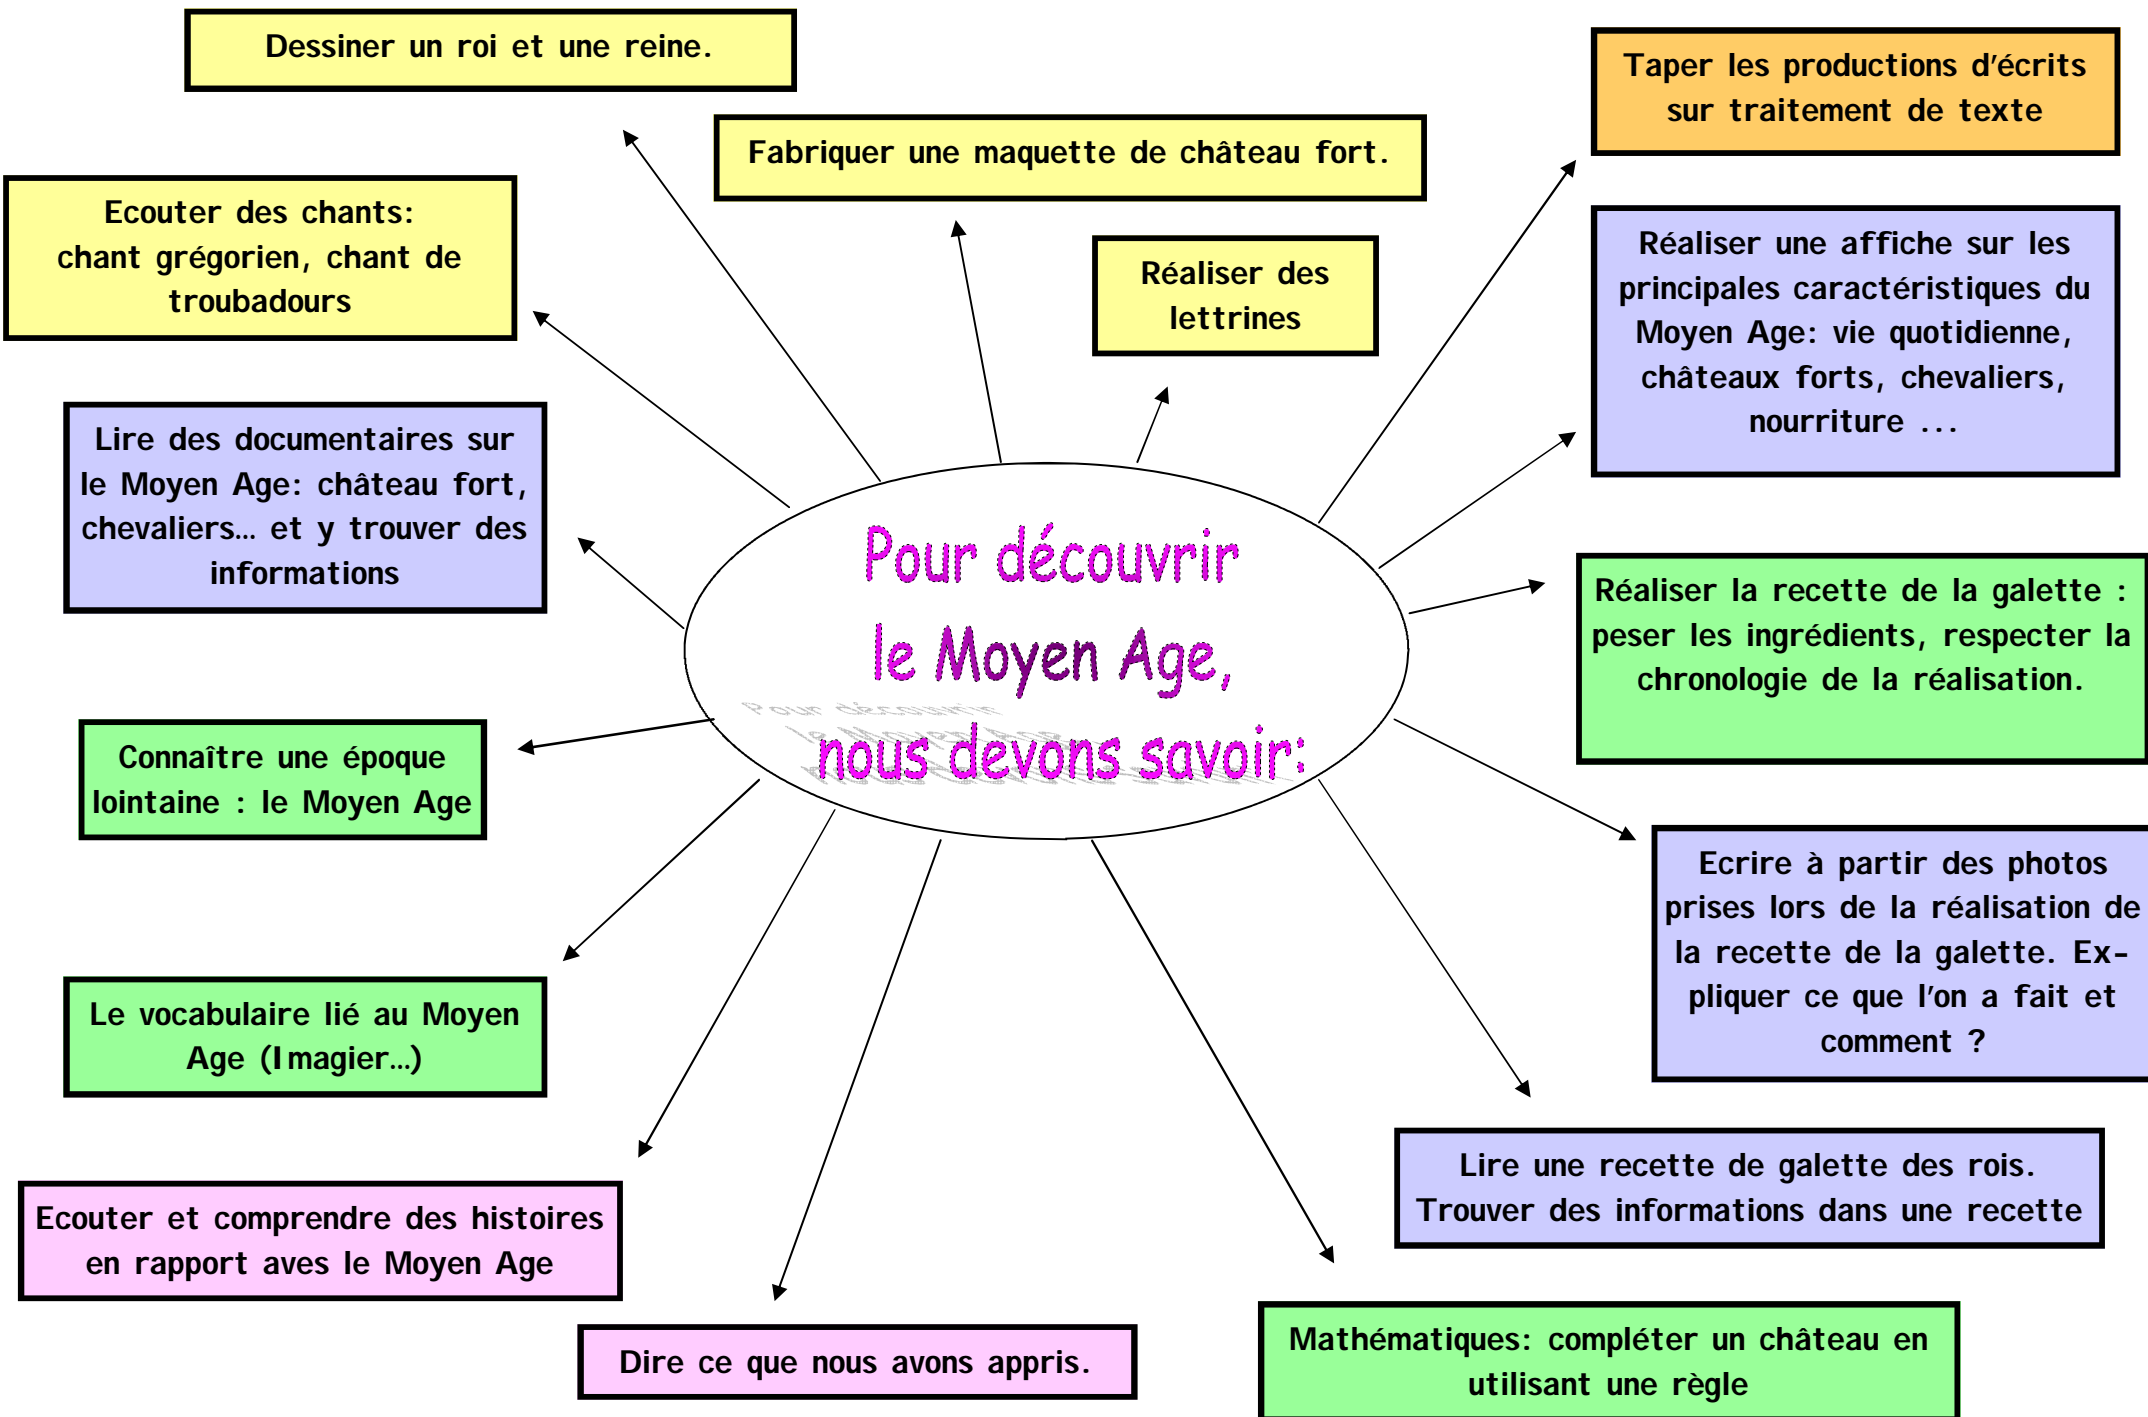 Dessiner un roi et une reine.
Taper les productions d'écrits
sur traitement de texte
Fabriquer une maquette de château fort.
Ecouter des chants:
chant grégorien, chant de
troubadours
Réaliser des
lettrines
Réaliser une affiche sur les
principales caractéristiques du
Moyen Age: vie quotidienne,
châteaux forts, chevaliers,
nourriture ...
Lire des documentaires sur
le Moyen Age: château fort,
chevaliers... et y trouver des
informations
Pour découvrir
le Moyen Age,
nous devons savoir:
Réaliser la recette de la galette :
peser les ingrédients, respecter la
chronologie de la réalisation.
Connaître une époque
lointaine : le Moyen Age
Ecrire à partir des photos
prises lors de la réalisation de
la recette de la galette. Ex-
pliquer ce que l'on a fait et
comment ?
Le vocabulaire lié au Moyen
Age (Imagier...)
Lire une recette de galette des rois.
Trouver des informations dans une recette
Ecouter et comprendre des histoires
en rapport aves le Moyen Age
Dire ce que nous avons appris.
Mathématiques: compléter un château en
utilisant une règle